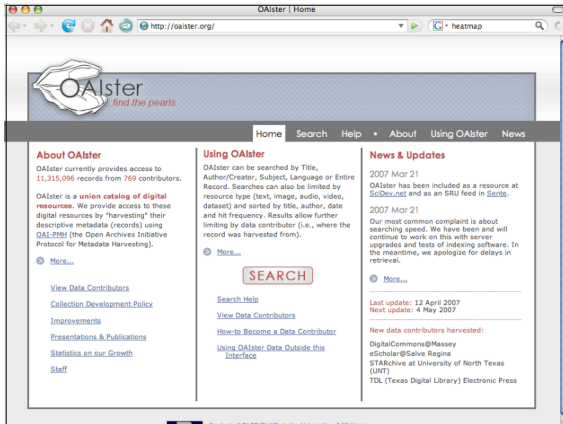 OAIster | Home
http://oaister.org/
heatmap
OAIster
find the pearls
Home Search Help • About Using OAIster News
About OAIster
OAIster currently provides access to
11,315,096 records from 769 contributors.
OAIster is a union catalog of digital
resources. We provide access to these
digital resources by "harvesting" their
descriptive metadata (records) using
OAI-PMH (the Open Archives Initiative
Protocol for Metadata Harvesting).
More...
View Data Contributors
Collection Development Policy
Improvements
Presentations & Publications
Statistics on our Growth
Staff
Using OAIster
OAIster can be searched by Title,
Author/Creator, Subject, Language or Entire
Record. Searches can also be limited by
resource type (text, image, audio, video,
dataset) and sorted by title, author, date
and hit frequency. Results allow further
limiting by data contributor (i.e., where the
record was harvested from).
More...
SEARCH
Search Help
View Data Contributors
How-to Become a Data Contributor
Using OAIster Data Outside this
Interface
News & Updates
2007 Mar 21
OAIster has been included as a resource at
SciDev.net and as an SRU feed in Sente.
2007 Mar 21
Our most common complaint is about
searching speed. We have been and will
continue to work on this with server
upgrades and tests of indexing software. In
the meantime, we apologize for delays in
retrieval.
More...
Last update: 12 April 2007
Next update: 4 May 2007
New data contributors harvested:
DigitalCommons@Massey
eScholar@Salve Regina
STARchive at University of North Texas
(UNT)
TDL (Texas Digital Library) Electronic Press